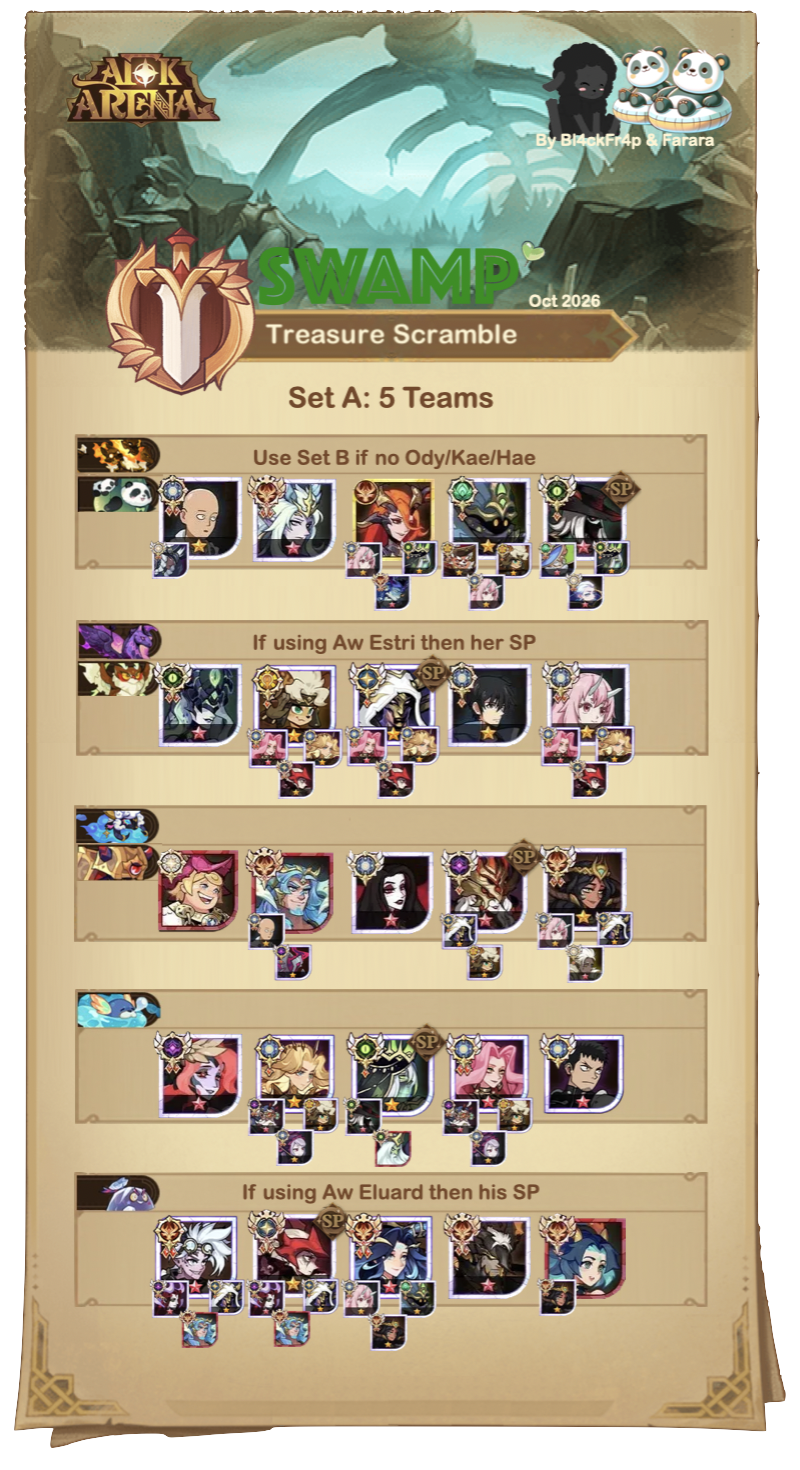 AFK
ARENA
By Bl4ckFr4p & Farara
SWAMP
Oct 2026
Treasure Scramble
Set A: 5 Teams
Use Set B if no Ody/Kae/Hae
SP
If using Aw Estri then her SP
SP
SP
SP
If using Aw Eluard then his SP
SP